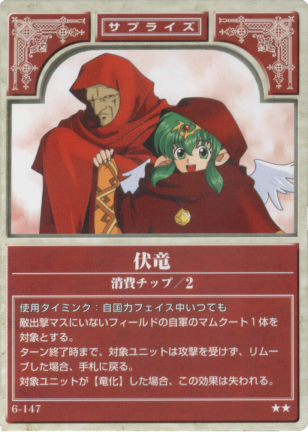 サプライズ
伏竜
消費チップ／2
使用タイミング：自国力フェイズ中いつでも
敵出撃マスにいないフィールドの自軍のマムクート1体を
対象とする。
ターン終了時まで、対象ユニットは攻撃を受けず、リムー
ブした場合、手札に戻る。
対象ユニットが【竜化】した場合、この効果は失われる。
6-147
★★